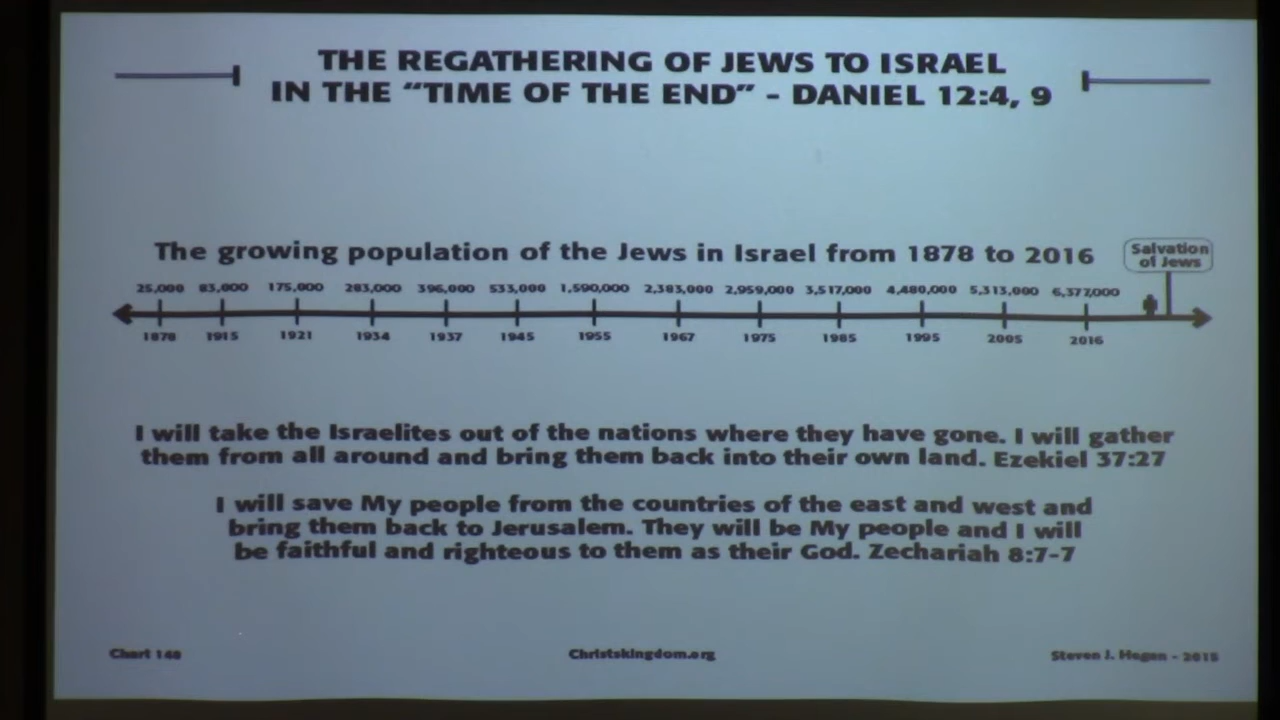 THE REGATHERING OF JEWS TO ISRAEL
IN THE "TIME OF THE END" - DANIEL 12:4, 9
The growing population of the Jews in Israel from 1878 to 2016
Salvation
of Jews
25,000 83,000 175,000 283,000 396,000 533,000 1,590,000 2,383,000 2,959,000 3,517,000 4,480,000 5,313,000 6,377,000
1878 1915 1921 1934 1937 1945 1955 1967 1975 1985 1995 2005 2016
I will take the Israelites out of the nations where they have gone. I will gather
them from all around and bring them back into their own land. Ezekiel 37:27
I will save My people from the countries of the east and west and
bring them back to Jerusalem. They will be My people and I will
be faithful and righteous to them as their God. Zechariah 8:7-7
Chart 140
Christskingdom.org
Steven J. Hogan - 2018